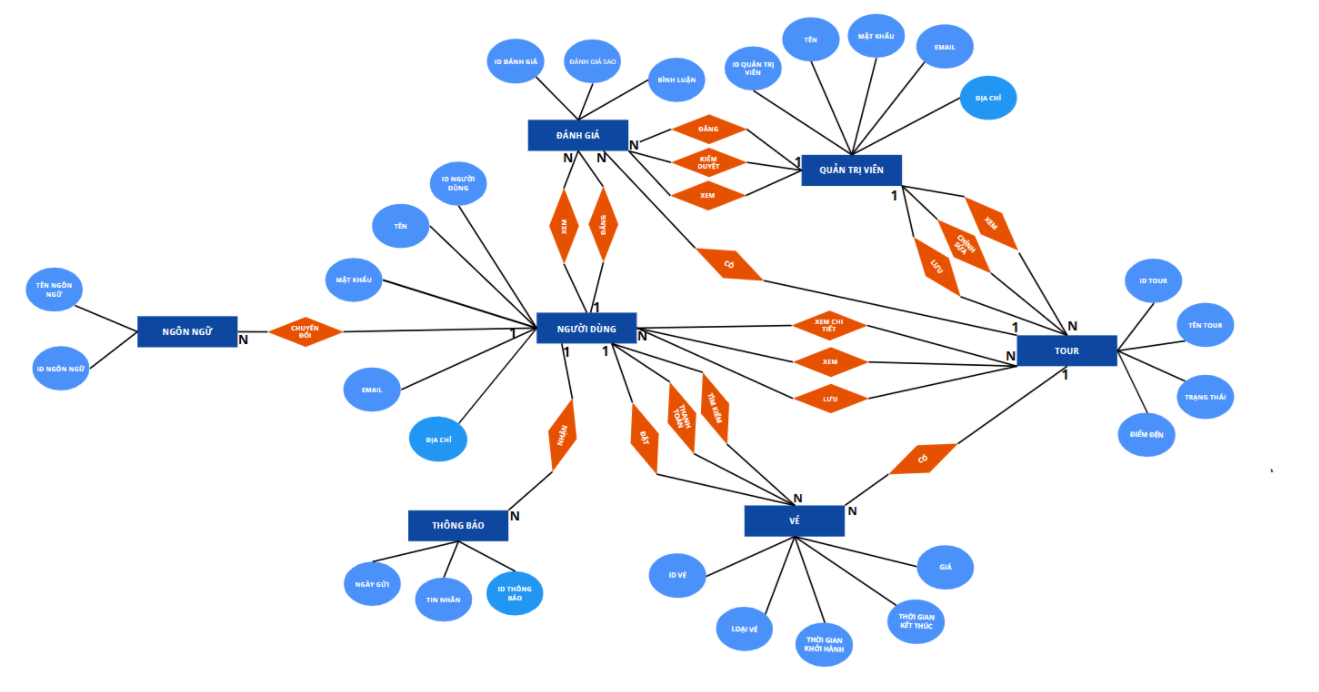 ID ĐÁNH GIÁ
ĐÁNH GIÁ SAO
BÌNH LUẬN
ID QUẢN TRỊ
VIÊN
TÊN
MẬT KHẨU
EMAIL
ĐỊA CHỈ
ĐÁNH GIÁ
N
N
N
ĐĂNG
KIỂM
DUYỆT
XEM
1
QUẢN TRỊ VIÊN
1
ID NGƯỜI
DÙNG
TÊN
MẬT KHẨU
XEM
ĐĂNG
CÓ
XEM
CHỈNH
SỬA
LƯU
TÊN NGÔN
NGỮ
ID NGÔN NGỮ
NGÔN NGỮ
N
CHUYỂN
ĐỔI
1
1
NGƯỜI DÙNG
N
1
1
XEM CHI
TIẾT
XEM
LƯU
1
N
N
TOUR
1
ID TOUR
TÊN TOUR
TRẠNG THÁI
ĐIỂM ĐẾN
EMAIL
ĐỊA CHỈ
NHẬN
ĐẶT
THANH
TOÁN
TÌM KIẾM
CÓ
THÔNG BÁO
N
N
VÉ
N
NGÀY GỬI
TIN NHẮN
ID THÔNG
BÁO
ID VÉ
LOẠI VÉ
THỜI GIAN
KHỞI HÀNH
THỜI GIAN
KẾT THÚC
GIÁ